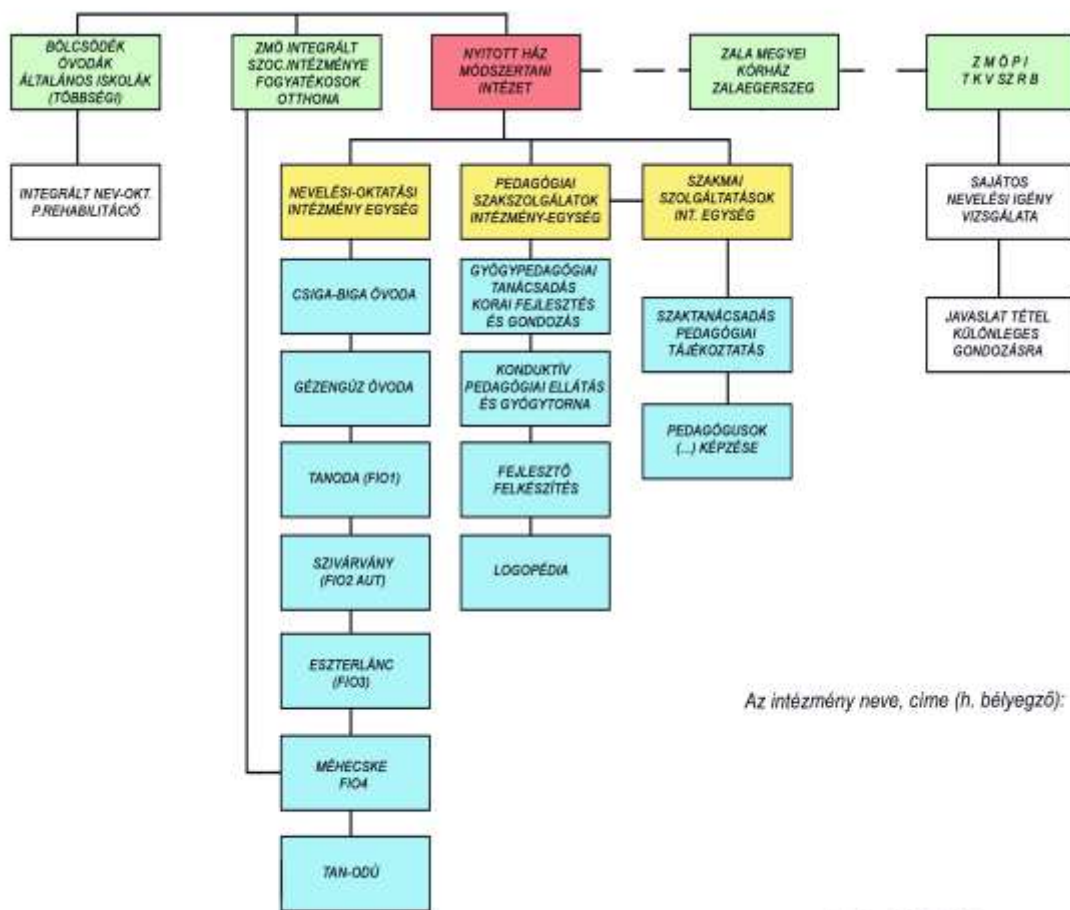 BÖLCSÖDÉK
ÓVODÁK
ÁLTALÁNOS ISKOLÁK
(TÖBBSÉGI)
ZMÖ INTEGRÁLT
SZOC.INTÉZMÉNYE
FOGYATÉKOSOK
OTTHONA
NYITOTT HÁZ
MÓDSZERTANI
INTÉZET
ZALA MEGYEI
KÓRHÁZ
ZALAEGERSZEG
Z M Ö P I
T K V SZ R B
INTEGRÁLT NEV-OKT.
P.REHABILITÁCIÓ
NEVELÉSI-OKTATÁSI
INTÉZMÉNY EGYSÉG
PEDAGÓGIAI
SZAKSZOLGÁLATOK
INTÉZMÉNY-EGYSÉG
SZAKMAI
SZOLGÁLTATÁSOK
INT. EGYSÉG
SAJÁTOS
NEVELÉSI IGÉNY
VIZSGÁLATA
CSIGA-BIGA ÓVODA
GYÓGYPEDAGÓGIAI
TANÁCSADÁS
KORAI FEJLESZTÉS
ÉS GONDOZÁS
SZAKTANÁCSADÁS
PEDAGÓGIAI
TÁJÉKOZTATÁS
JAVASLAT TÉTEL
KÜLÖNLEGES
GONDOZÁSRA
GÉZENGÚZ ÓVODA
KONDUKTÍV
PEDAGÓGIAI ELLÁTÁS
ÉS GYÓGYTORNA
PEDAGÓGUSOK
(...) KÉPZÉSE
TANODA (FIO1)
FEJLESZTŐ
FELKÉSZÍTÉS
SZIVÁRVÁNY
(FIO2 AUT)
LOGOPÉDIA
ESZTERLÁNC
(FIO3)
Az intézmény neve, címe (h. bélyegző):
MÉHECSKE
FIO4
TAN-ODÚ